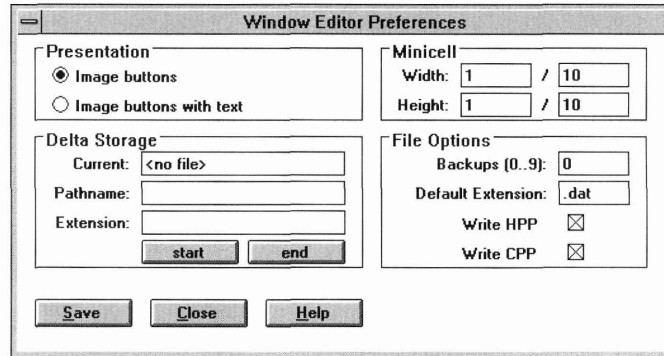 Window Editor Preferences
Presentation
Image buttons
Image buttons with text
Minicell
Width: 1 / 10
Height: 1 / 10
Delta Storage
Current: <no file>
Pathname:
Extension:
start end
File Options
Backups (0..9): 0
Default Extension: .dat
Write HPP
Write CPP
Save Close Help